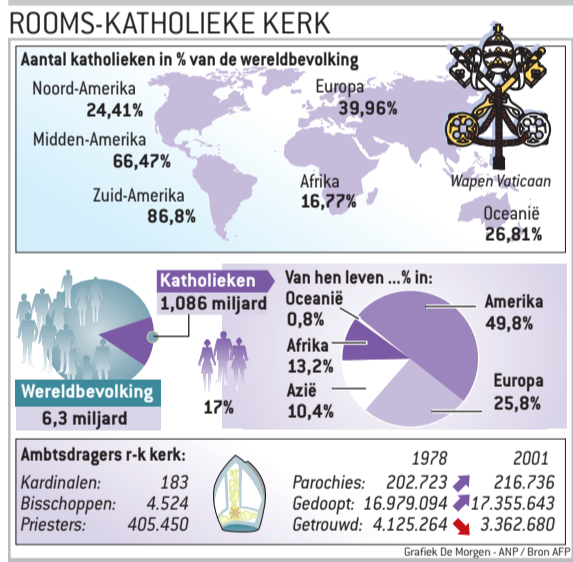 ROOMS-KATHOLIEKE KERK
Aantal katholieken in % van de wereldbevolking
Noord-Amerika
24,41%
Midden-Amerika
66,47%
Zuid-Amerika
86,8%
Europa
39,96%
Afrika
16,77%
Wapen Vaticaan
Oceanië
26,81%
Katholieken
1,086 miljard
Wereldbevolking
6,3 miljard
17%
Van hen leven ...% in:
Oceanië
0,8%
Afrika
13,2%
Azië
10,4%
Amerika
49,8%
Europa
25,8%
Ambtsdragers r-k kerk:
Kardinalen: 183
Bisschoppen: 4.524
Priesters: 405.450
1978 2001
Parochies: 202.723 216.736
Gedoopt: 16.979.094 17.355.643
Getrouwd: 4.125.264 3.362.680
Grafiek De Morgen - ANP / Bron AFP